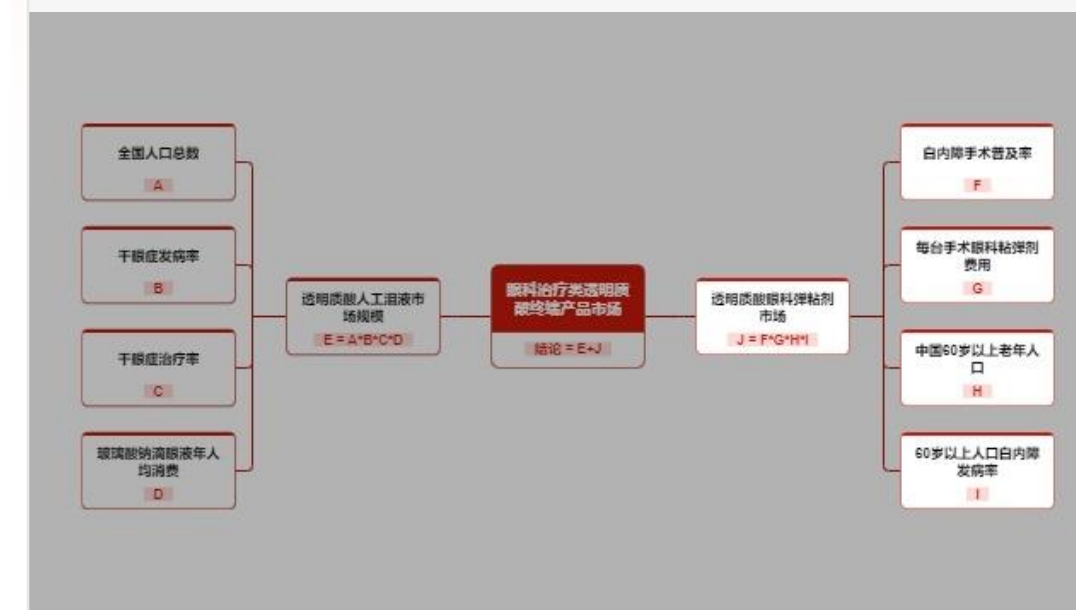 全国人口总数
A
干眼症发病率
B
干眼症治疗率
C
玻璃酸钠滴眼液年人
均消费
D
透明质酸人工泪液市
场规模
E = A*B*C*D
眼科治疗类透明质
酸终端产品市场
结论 = E+J
透明质酸眼科弹粘剂
市场
J = F*G*H*I
白内障手术普及率
F
每台手术眼科粘弹剂
费用
G
中国60岁以上老年人
口
H
60岁以上人口白内障
发病率
I